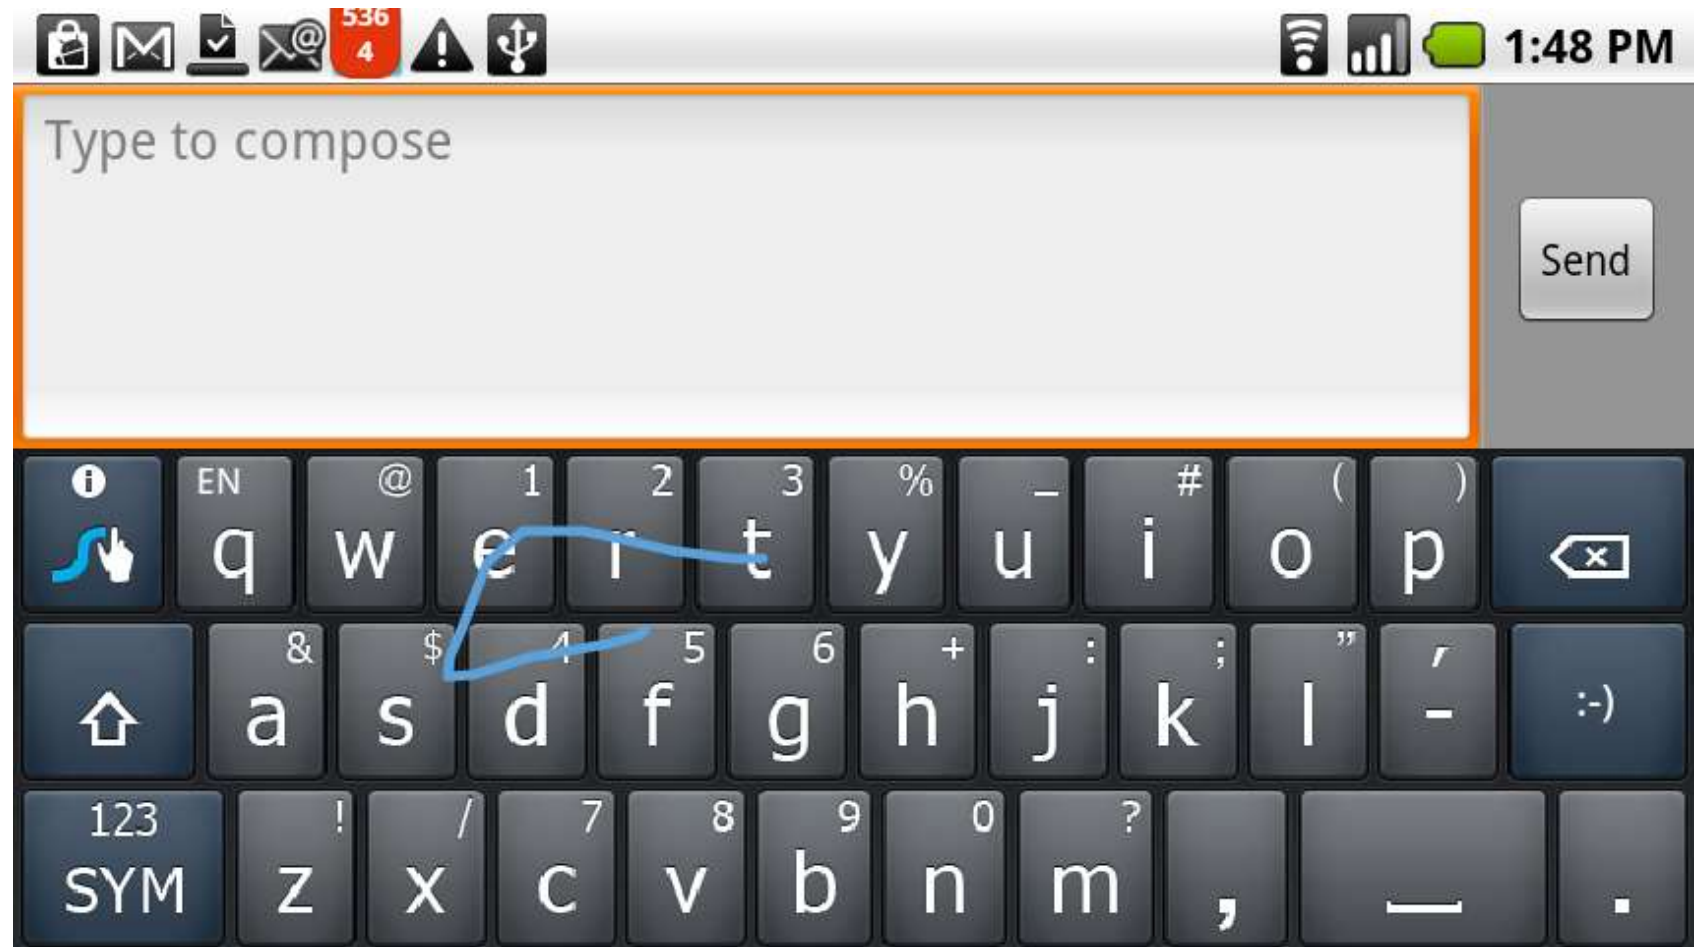 536
4
1:48 PM
Type to compose
Send
EN @ 1 2 3 % _ # ( )
q w e r t y u i o p
& $ 4 5 6 + : ; " '
a s d f g h j k l - :-)
123 ! / 7 8 9 0 ?
SYM z x c v b n m , .